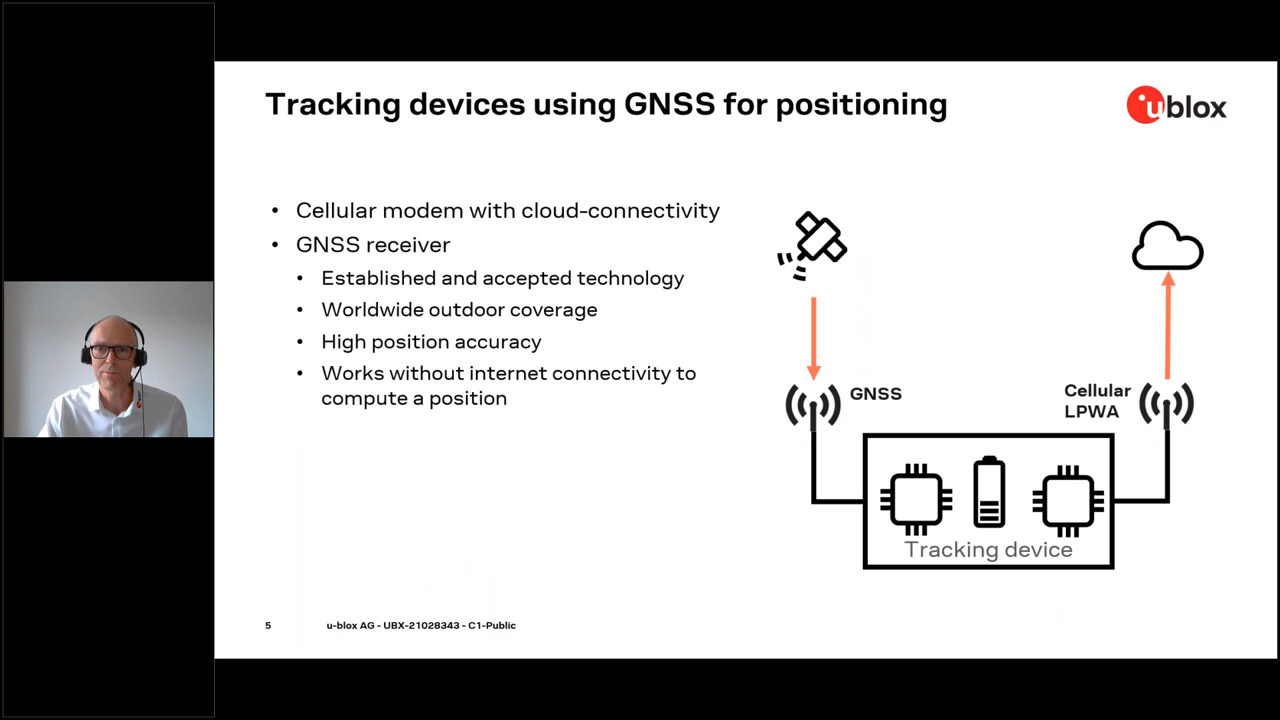 Tracking devices using GNSS for positioning
ublox
• Cellular modem with cloud-connectivity
• GNSS receiver
• Established and accepted technology
• Worldwide outdoor coverage
• High position accuracy
• Works without internet connectivity to
compute a position
GNSS
Cellular
LPWA
Tracking device
5
u-blox AG - UBX-21028343 - C1-Public